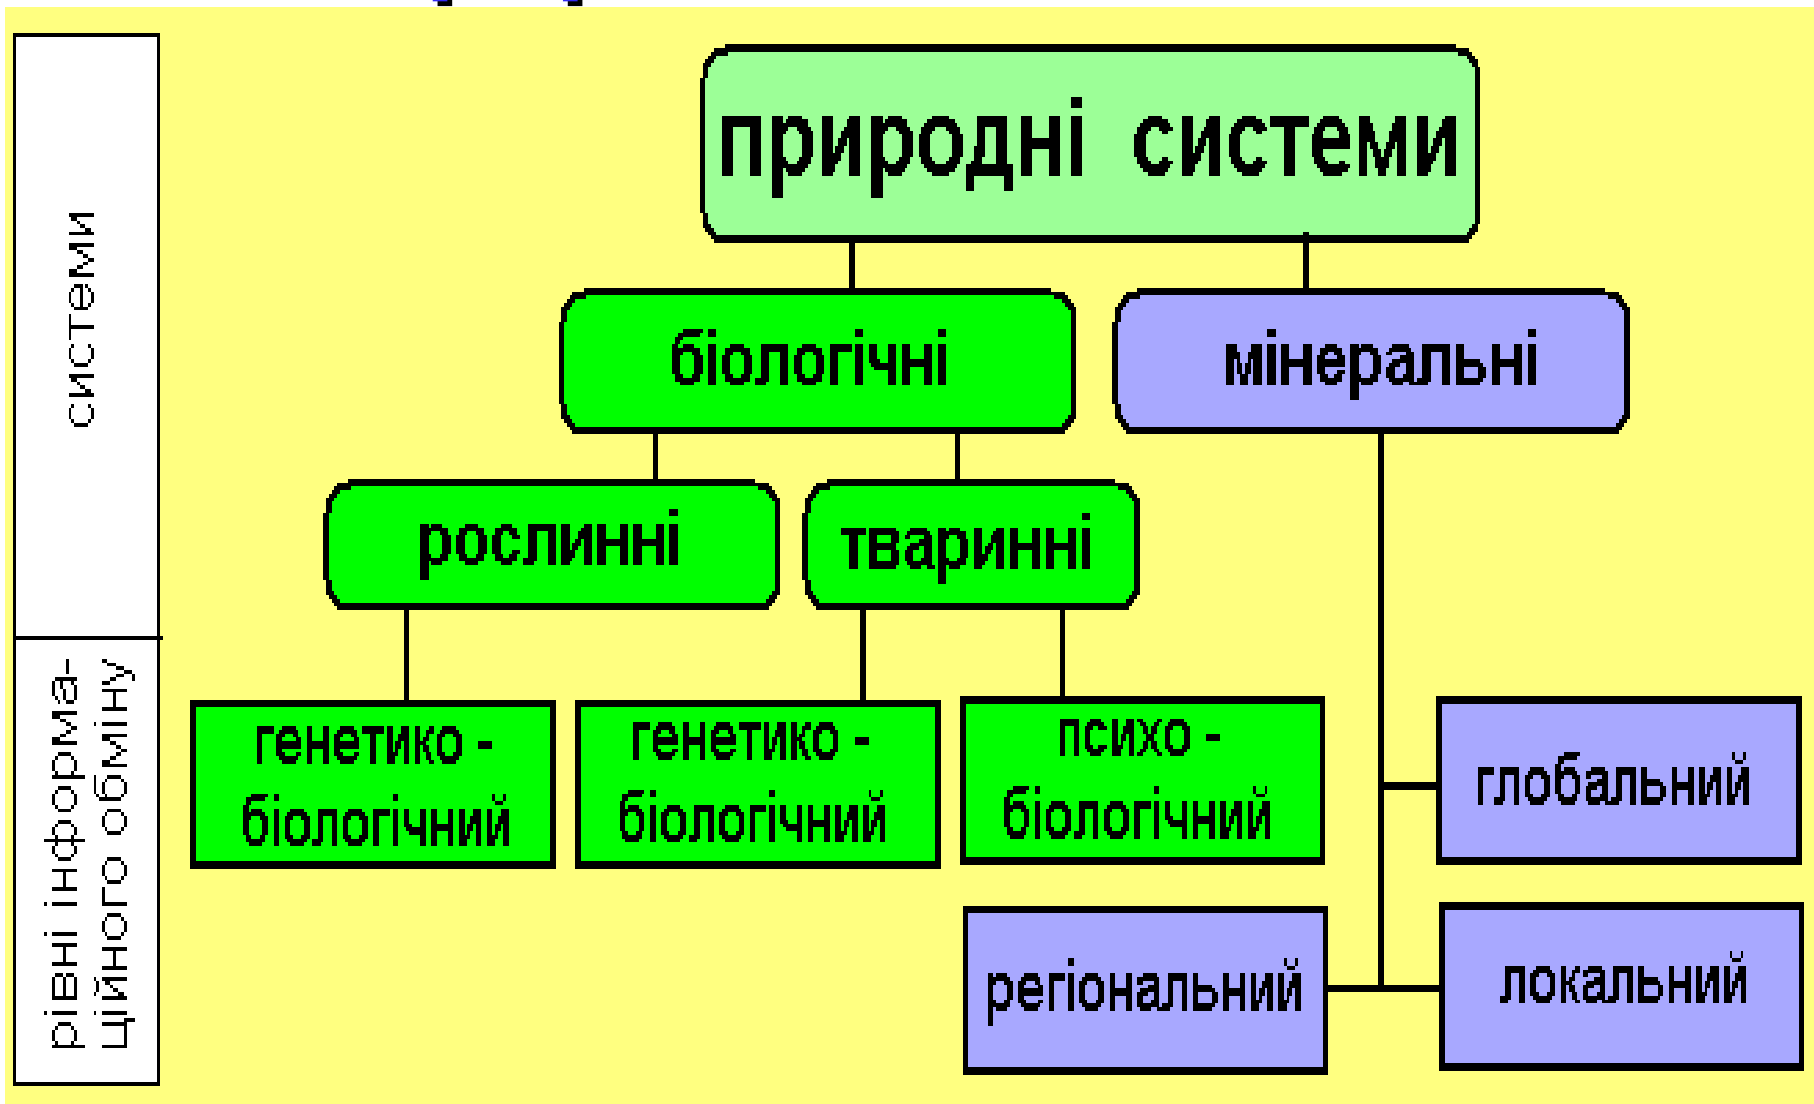 природні системи
біологічні
мінеральні
рослинні
тваринні
генетико -
біологічний
генетико -
біологічний
психо -
біологічний
глобальний
регіональний
локальний
системи
рівні інформа-
ційного обміну